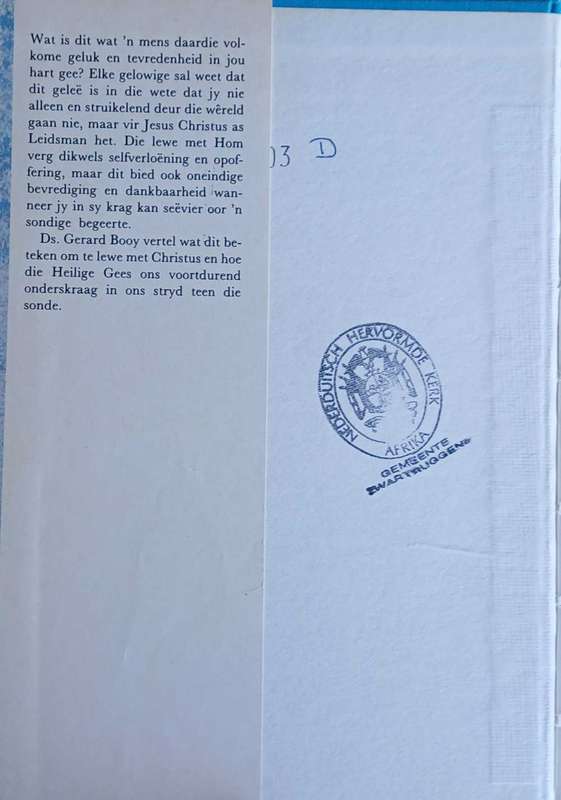 Wat is dit wat 'n mens daardie vol-
kome geluk en tevredenheid in jou
hart gee? Elke gelowige sal weet dat
dit geleë is in die wete dat jy nie
alleen en struikelend deur die wêreld
gaan nie, maar vir Jesus Christus as
Leidsman het. Die lewe met Hom
verg dikwels selfverloëning en opof-
fering, maar dit bied ook oneindige
bevrediging en dankbaarheid wan-
neer jy in sy krag kan seëvier oor 'n
sondige begeerte.
Ds. Gerard Booy vertel wat dit be-
teken om te lewe met Christus en hoe
die Heilige Gees ons voortdurend
onderskraag in ons stryd teen die
sonde.
03 D
NEDERDUITSCH HERVORMDE KERK
AFRIKA
GEMEENTE
ZWARTRUGGENS